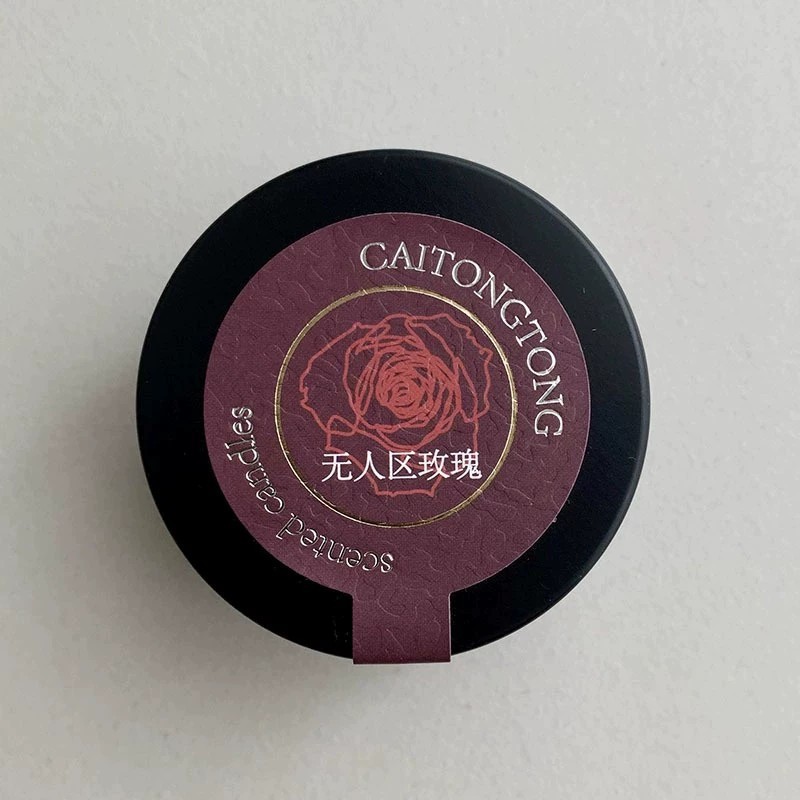 CAITONGTONG
无人区玫瑰
scented candles